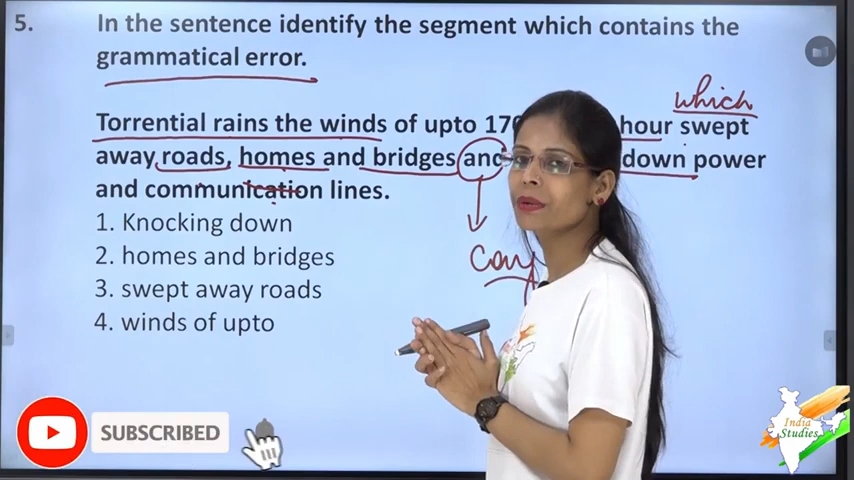 5. In the sentence identify the segment which contains the
grammatical error.
which
Torrential rains the winds of upto 170 hour swept
away roads, homes and bridges and down power
and communication lines.
1. Knocking down
2. homes and bridges
3. swept away roads
4. winds of upto
SUBSCRIBED
India
Studies